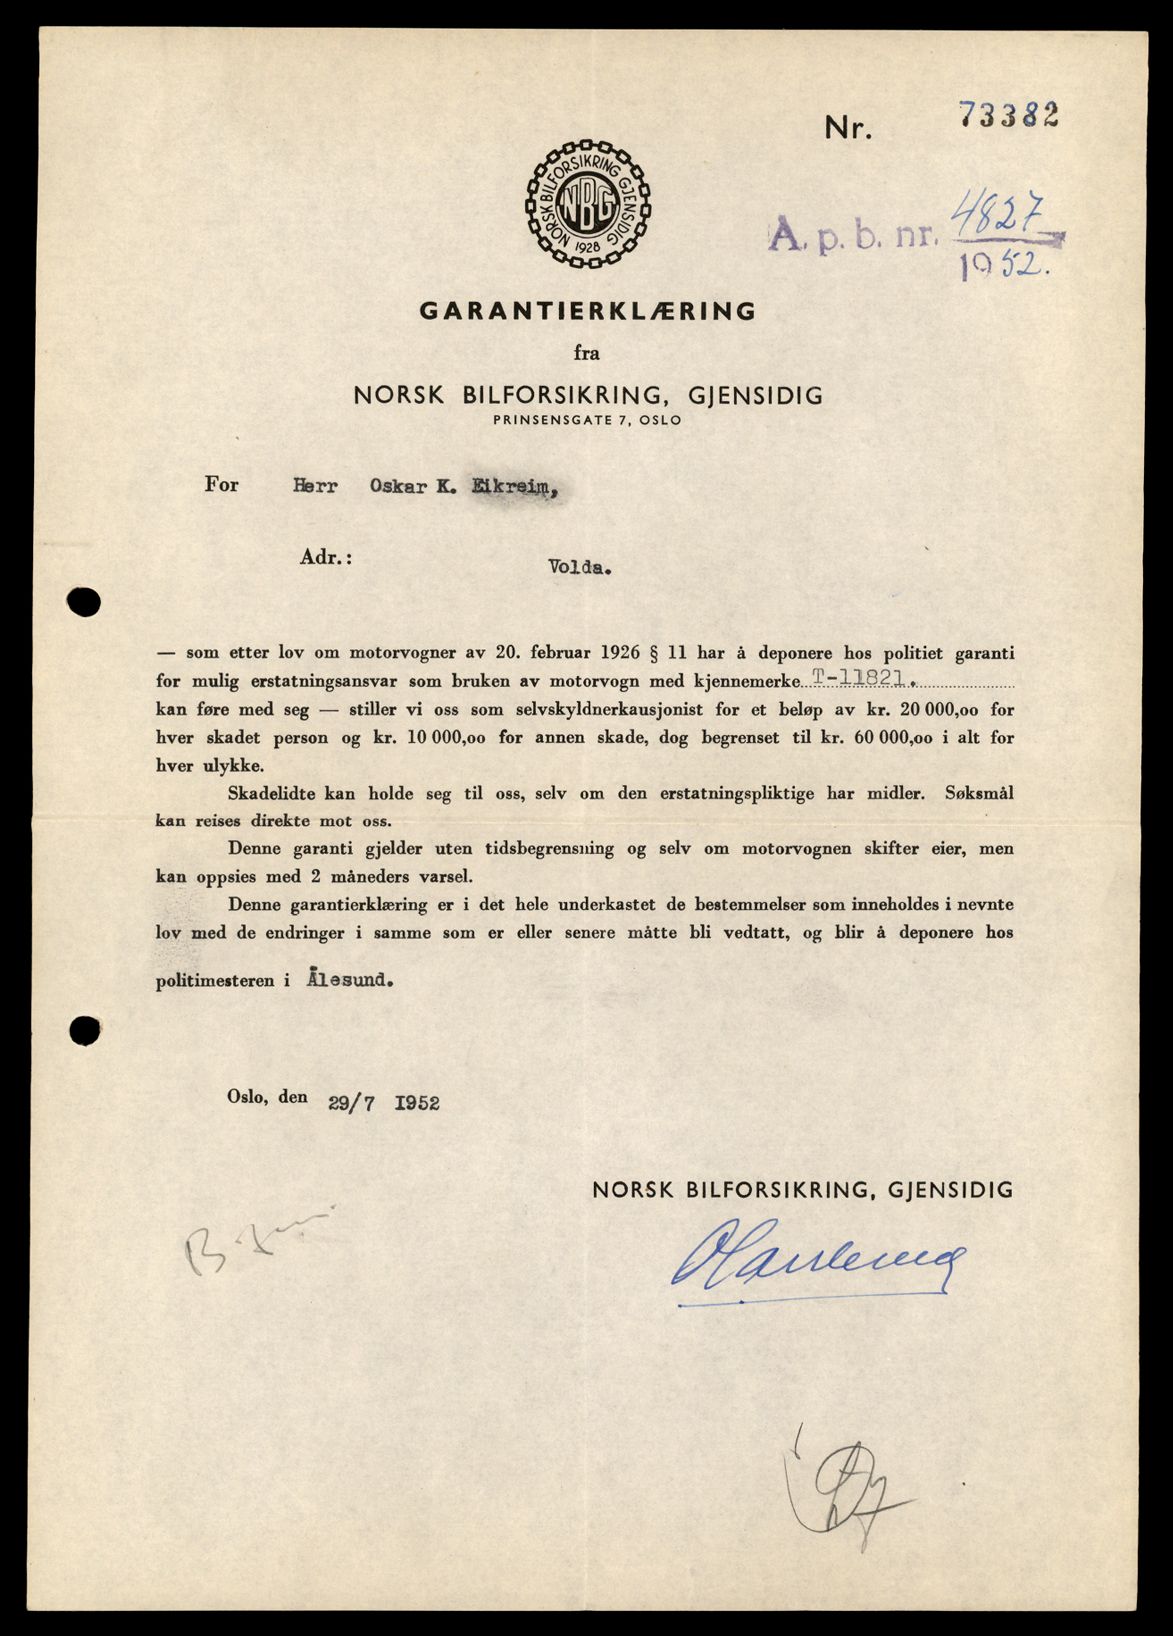 Nr. 73382
NORSK BILFORSIKRING GJENSIDIG
NBG
1928
A. p. b. nr. 4827
1952.
GARANTIERKLÆRING
fra
NORSK BILFORSIKRING, GJENSIDIG
PRINSENSGATE 7, OSLO
For Herr Oskar K. Eikreim,
Adr.: Volda.
— som etter lov om motorvogner av 20. februar 1926 § 11 har å deponere hos politiet garanti
for mulig erstatningsansvar som bruken av motorvogn med kjennemerke T-11821.
kan føre med seg — stiller vi oss som selvskyldnerkausjonist for et beløp av kr. 20 000,oo for
hver skadet person og kr. 10 000,oo for annen skade, dog begrenset til kr. 60 000,oo i alt for
hver ulykke.
Skadelidte kan holde seg til oss, selv om den erstatningspliktige har midler. Søksmål
kan reises direkte mot oss.
Denne garanti gjelder uten tidsbegrensning og selv om motorvognen skifter eier, men
kan oppsies med 2 måneders varsel.
Denne garantierklæring er i det hele underkastet de bestemmelser som inneholdes i nevnte
lov med de endringer i samme som er eller senere måtte bli vedtatt, og blir å deponere hos
politimesteren i Ålesund.
Oslo, den 29/7 1952
NORSK BILFORSIKRING, GJENSIDIG